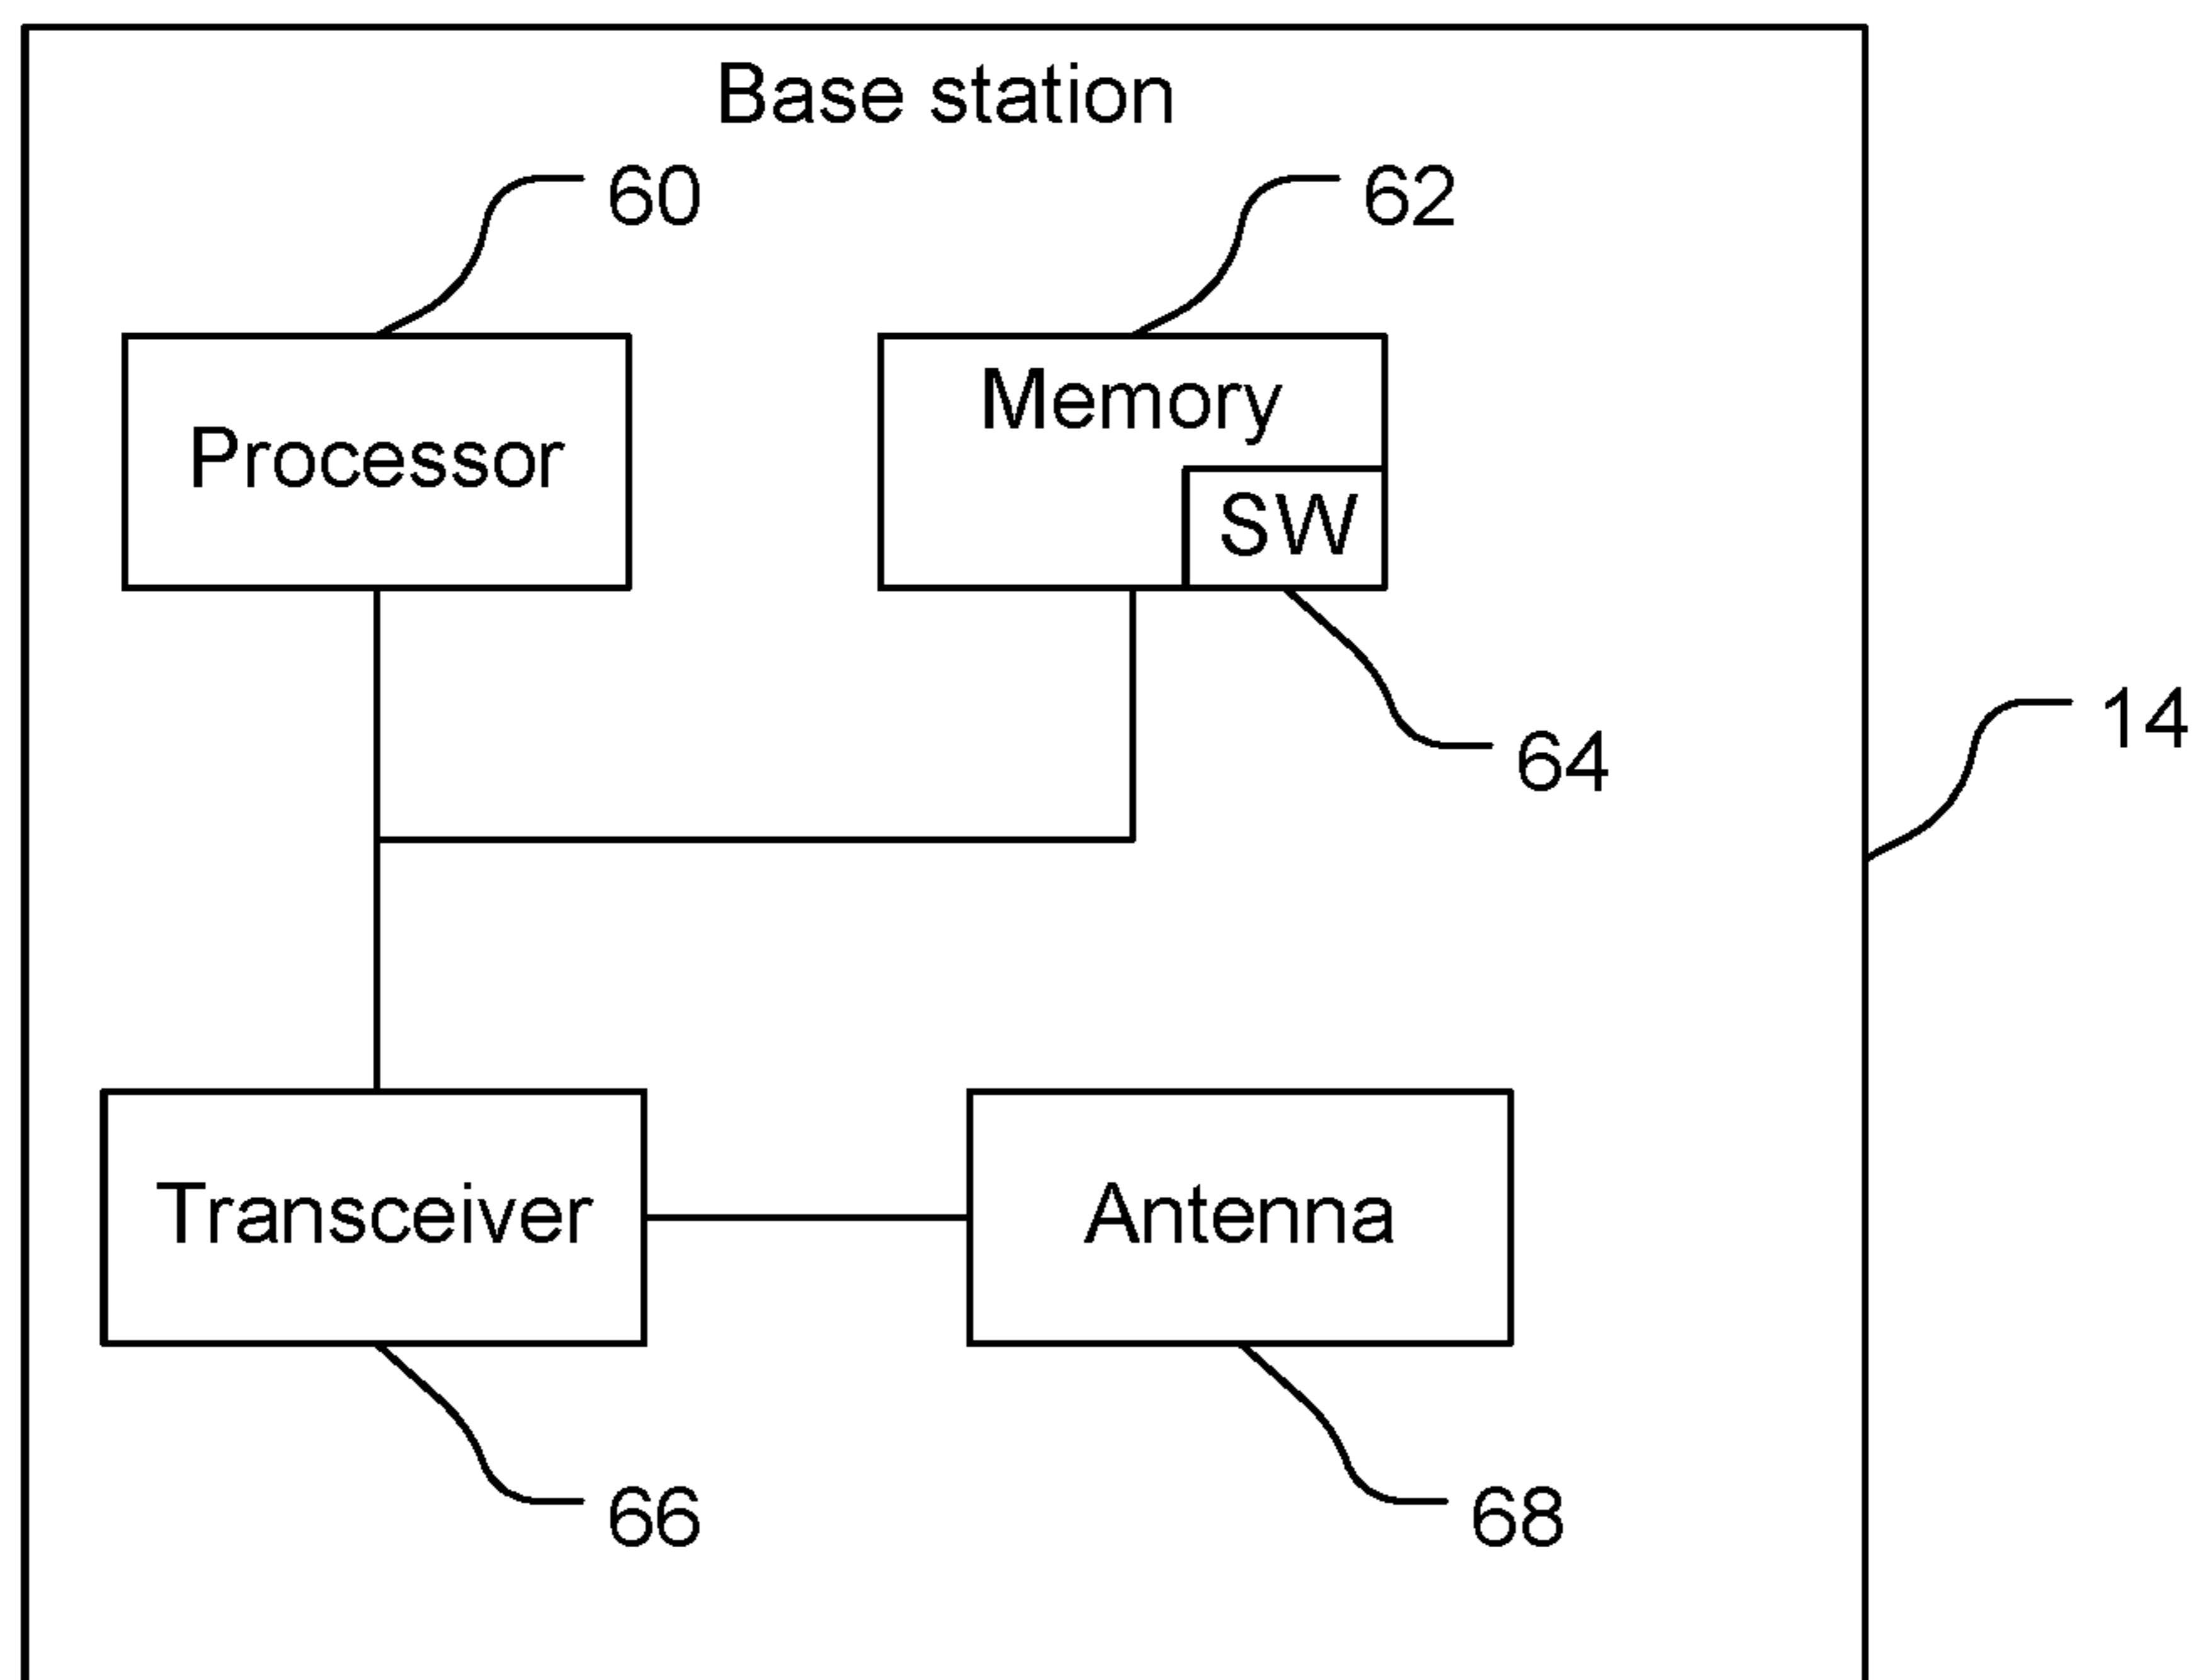 Base station
60
62
Processor
Memory
SW
64
14
Transceiver
Antenna
66
68